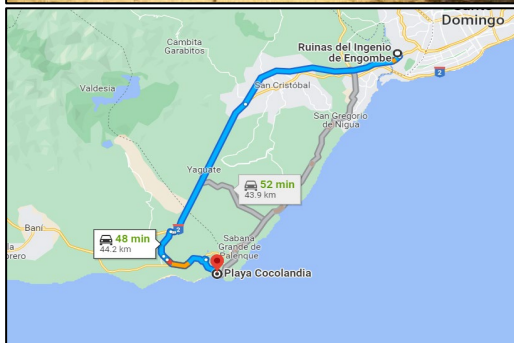 Santo
Domingo
Cambita
Garabitos
Ruinas del Ingenio
de Engombe
2
Valdesia
San Cristóbal
San Gregorio
de Nigua
Yaguate
52 min
43.9 km
2
Baní
48 min
44.2 km
Sabana
Grande de
Palenque
Playa Cocolandia